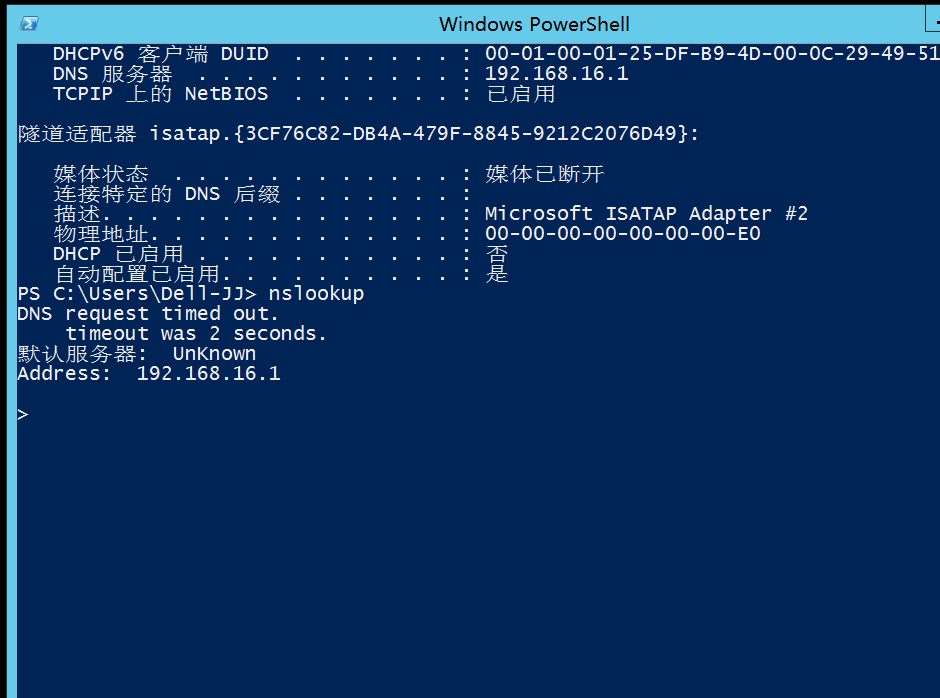 Windows PowerShell
DHCPv6 客户端 DUID . . . . . . . : 00-01-00-01-25-DF-B9-4D-00-0C-29-49-51
DNS 服务器 . . . . . . . . . . . : 192.168.16.1
TCPIP 上的 NetBIOS . . . . . . . : 已启用
隧道适配器 isatap.{3CF76C82-DB4A-479F-8845-9212C2076D49}:
媒体状态 . . . . . . . . . . . . : 媒体已断开
连接特定的 DNS 后缀 . . . . . . . :
描述. . . . . . . . . . . . . . . : Microsoft ISATAP Adapter #2
物理地址. . . . . . . . . . . . . : 00-00-00-00-00-00-00-E0
DHCP 已启用 . . . . . . . . . . . : 否
自动配置已启用. . . . . . . . . . : 是
PS C:\Users\Dell-JJ> nslookup
DNS request timed out.
timeout was 2 seconds.
默认服务器:  UnKnown
Address:  192.168.16.1
>